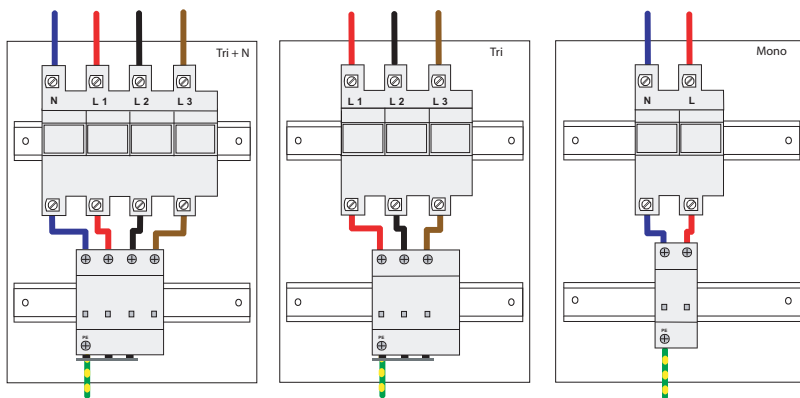 Tri + N
N L 1 L 2 L 3
PE
Tri
L 1 L 2 L 3
PE
Mono
N L
PE